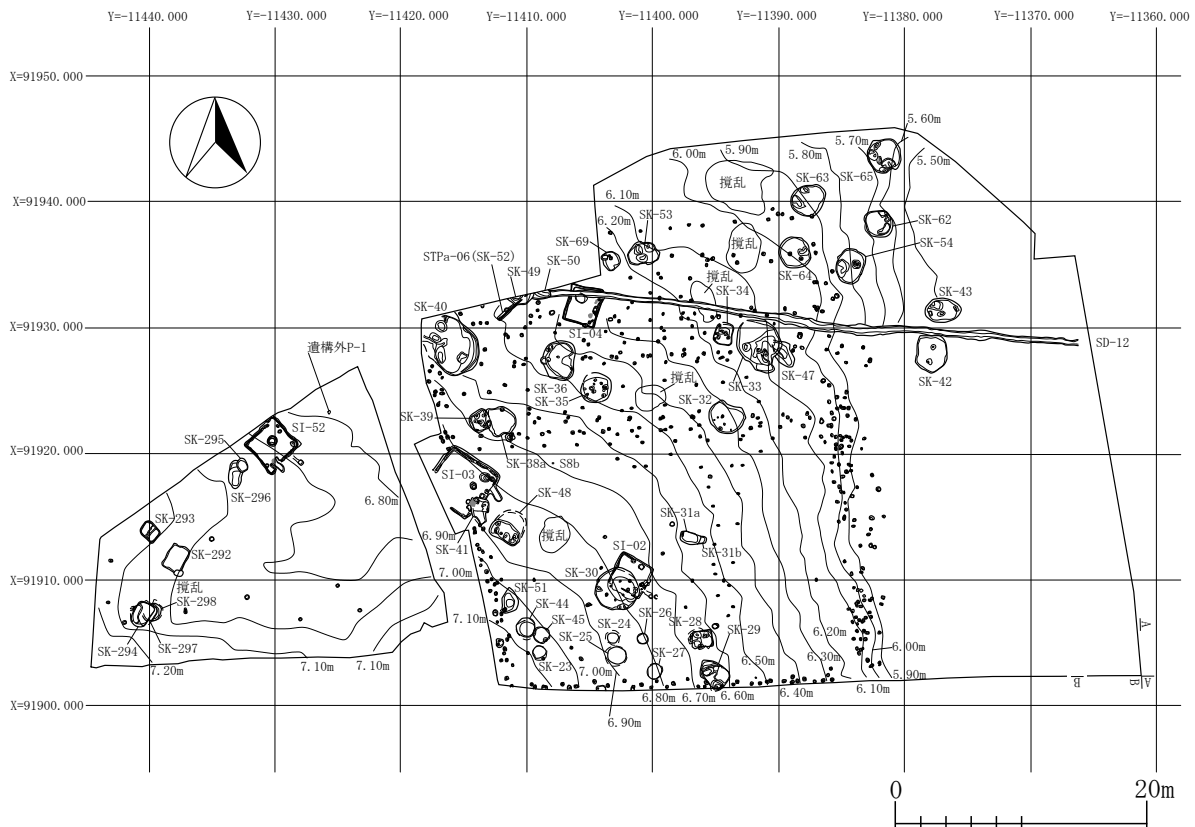 Y=-11440.000 Y=-11430.000 Y=-11420.000 Y=-11410.000 Y=-11400.000 Y=-11390.000 Y=-11380.000 Y=-11370.000 Y=-11360.000
X=91950.000
X=91940.000
X=91930.000
X=91920.000
X=91910.000
X=91900.000
5.60m
5.70m
5.50m
5.80m
5.90m
6.00m
撹乱
SK-63
SK-65
6.10m
SK-53
6.20m
SK-62
SK-69
撹乱
SK-54
STPa-06(SK-52)
SK-49
SK-50
SK-64
撹乱
SK-34
SK-43
SK-40
SI-04
SD-12
遺構外P-1
SK-36
SK-35
撹乱
SK-33
SK-47
SK-42
SK-32
SK-39
SI-52
SK-295
SK-38a・S8b
SI-03
SK-296
6.80m
SK-48
SK-293
撹乱
SK-31a
6.90m
SK-41
SI-02
SK-31b
SK-292
SK-30
7.00m
撹乱
SK-298
SK-51
SK-44
SK-45
SK-24
SK-26
SK-28
SK-29
7.10m
SK-25
6.20m
SK-294
SK-297
SK-23
SK-27
6.50m
6.30m
6.00m
7.20m
7.10m
7.10m
7.00m
6.80m
6.70m
6.60m
6.40m
6.10m
5.90m
6.90m
A
B
A
B
0
20m